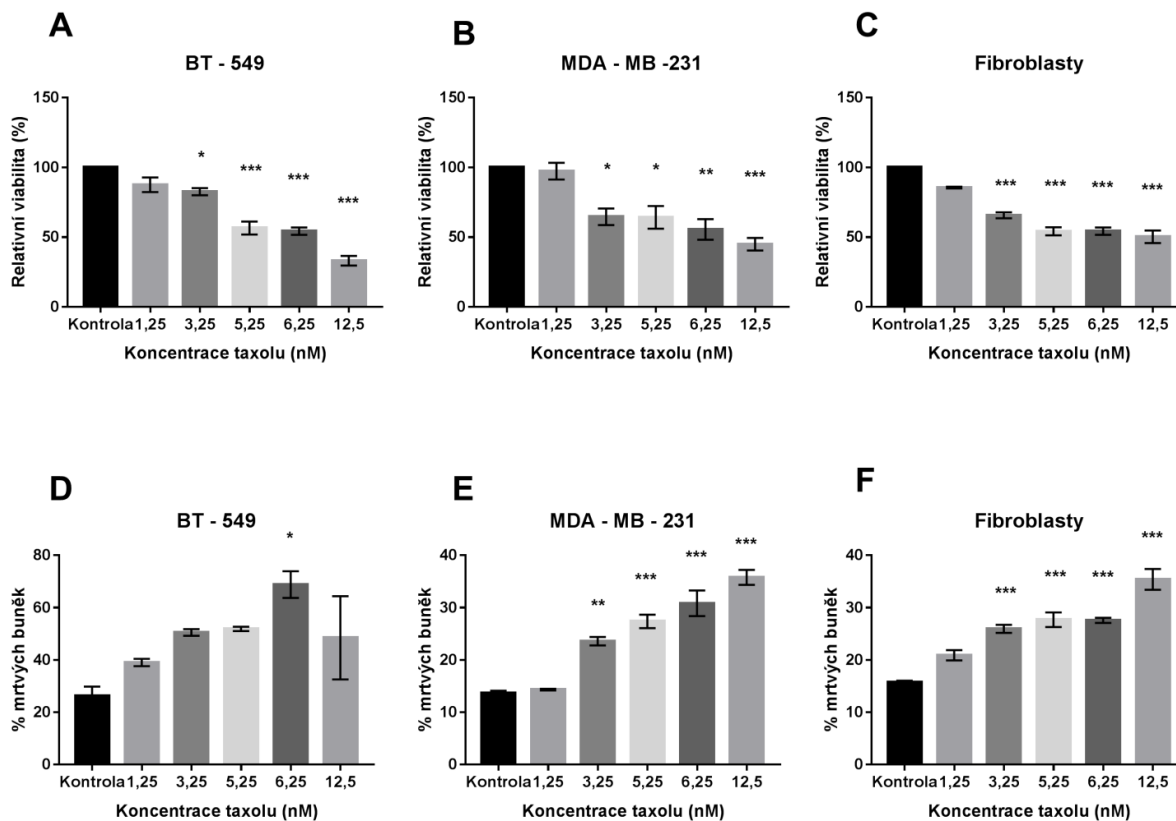 A
BT - 549
Relativní viabilita (%)
150
100
50
0
*
***
***
***
Kontrola 1,25 3,25 5,25 6,25 12,5
Koncentrace taxolu (nM)
B
MDA - MB -231
Relativní viabilita (%)
150
100
50
0
*
*
**
***
Kontrola 1,25 3,25 5,25 6,25 12,5
Koncentrace taxolu (nM)
C
Fibroblasty
Relativní viabilita (%)
150
100
50
0
***
***
***
***
Kontrola 1,25 3,25 5,25 6,25 12,5
Koncentrace taxolu (nM)
D
BT - 549
% mrtvých buněk
80
60
40
20
0
*
Kontrola 1,25 3,25 5,25 6,25 12,5
Koncentrace taxolu (nM)
E
MDA - MB - 231
% mrtvých buněk
40
30
20
10
0
**
***
***
***
Kontrola 1,25 3,25 5,25 6,25 12,5
Koncentrace taxolu (nM)
F
Fibroblasty
% mrtvých buněk
40
30
20
10
0
***
***
***
***
Kontrola 1,25 3,25 5,25 6,25 12,5
Koncentrace taxolu (nM)